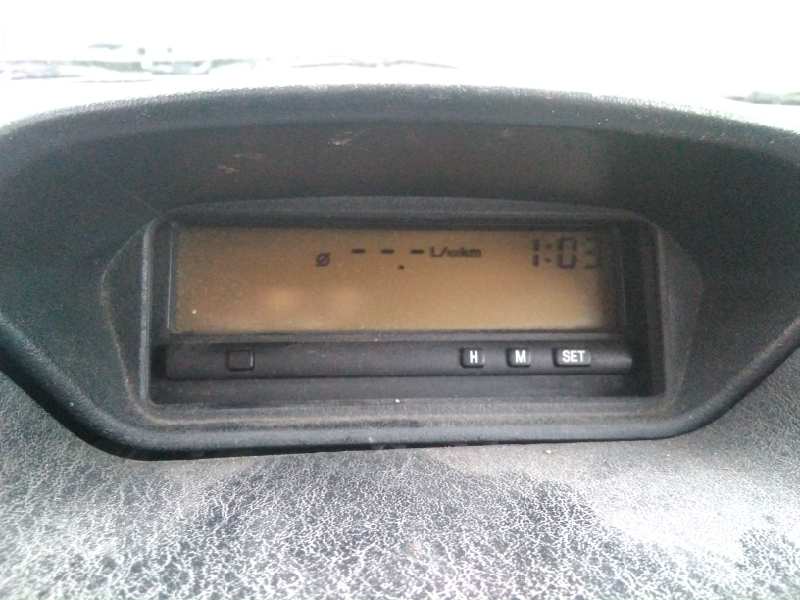 Ø - - - L/100km 1:03
H M SET